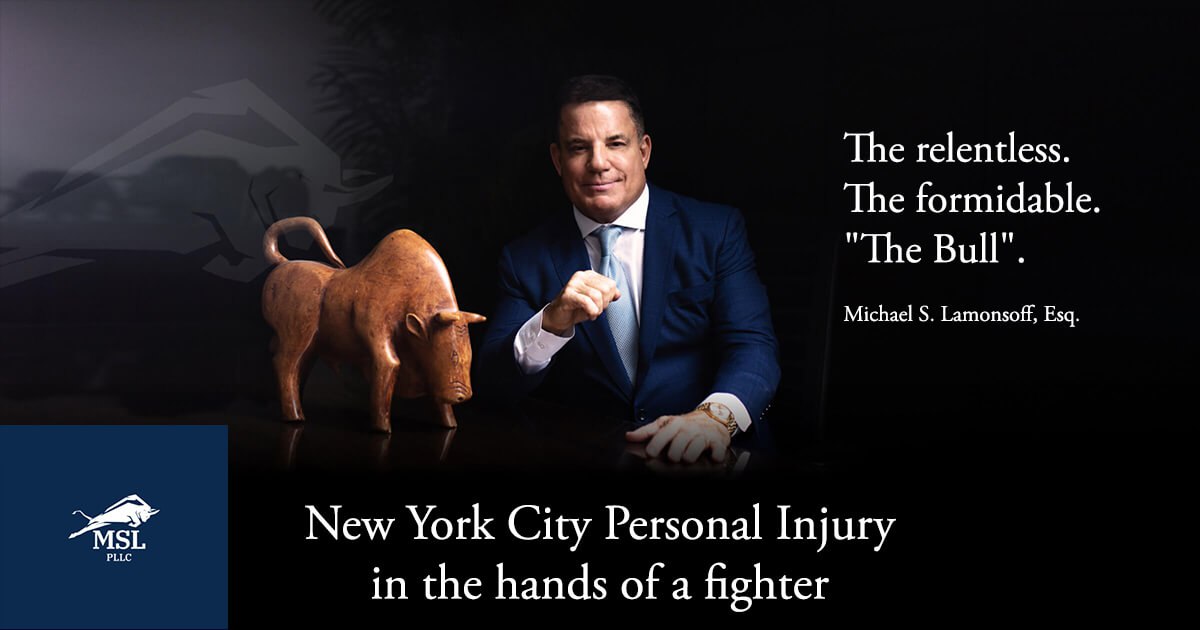 The relentless.
The formidable.
"The Bull".
Michael S. Lamonsoff, Esq.
MSL
PLLC
New York City Personal Injury
in the hands of a fighter